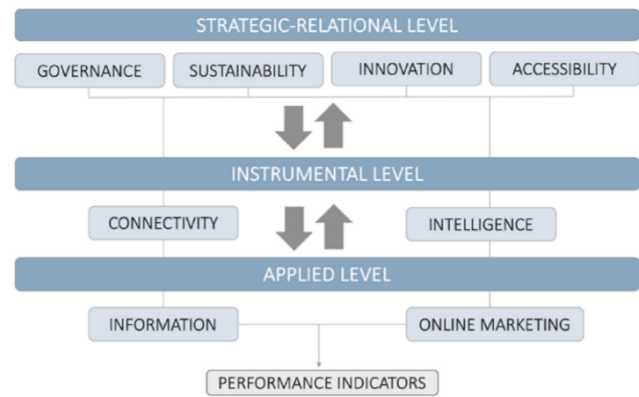 STRATEGIC-RELATIONAL LEVEL
GOVERNANCE
SUSTAINABILITY
INNOVATION
ACCESSIBILITY
INSTRUMENTAL LEVEL
CONNECTIVITY
INTELLIGENCE
APPLIED LEVEL
INFORMATION
ONLINE MARKETING
PERFORMANCE INDICATORS